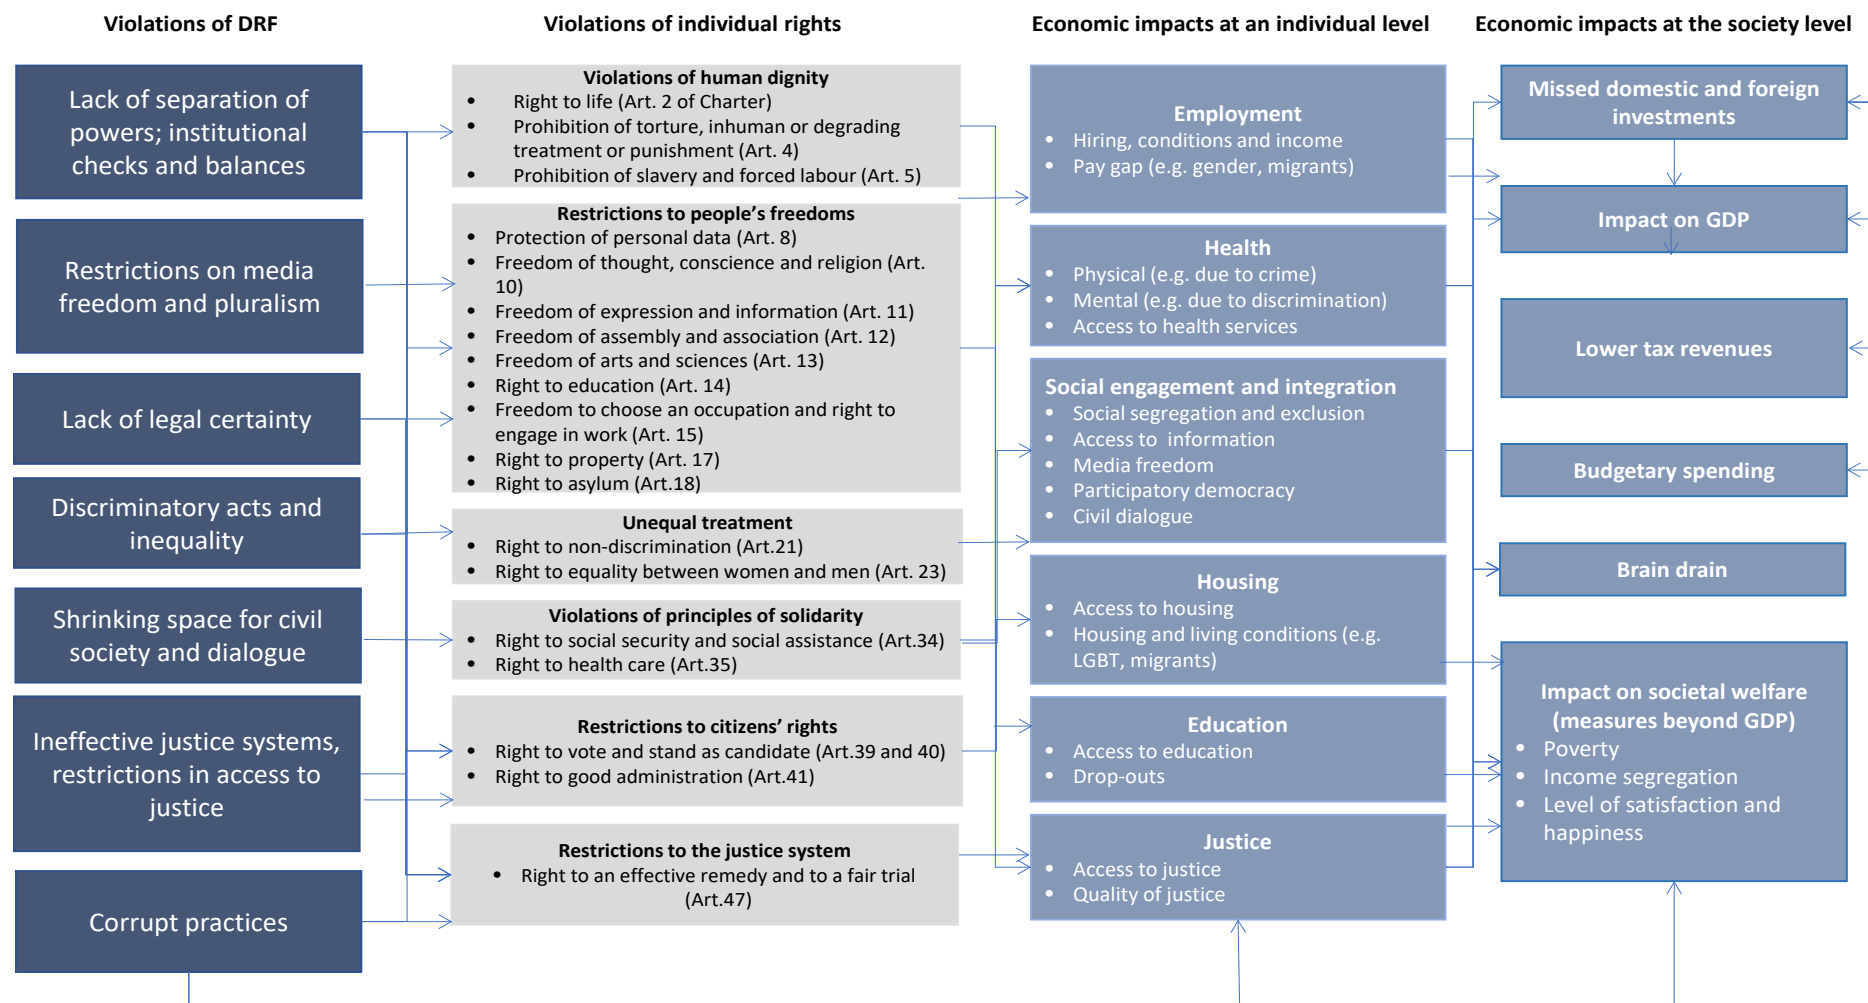 Violations of DRF
Violations of individual rights
Economic impacts at an individual level
Economic impacts at the society level
Lack of separation of
powers; institutional
checks and balances
Restrictions on media
freedom and pluralism
Lack of legal certainty
Discriminatory acts and
inequality
Shrinking space for civil
society and dialogue
Ineffective justice systems,
restrictions in access to
justice
Corrupt practices
Violations of human dignity
• Right to life (Art. 2 of Charter)
• Prohibition of torture, inhuman or degrading
treatment or punishment (Art. 4)
• Prohibition of slavery and forced labour (Art. 5)
Restrictions to people’s freedoms
• Protection of personal data (Art. 8)
• Freedom of thought, conscience and religion (Art.
10)
• Freedom of expression and information (Art. 11)
• Freedom of assembly and association (Art. 12)
• Freedom of arts and sciences (Art. 13)
• Right to education (Art. 14)
• Freedom to choose an occupation and right to
engage in work (Art. 15)
• Right to property (Art. 17)
• Right to asylum (Art.18)
Unequal treatment
• Right to non-discrimination (Art.21)
• Right to equality between women and men (Art. 23)
Violations of principles of solidarity
• Right to social security and social assistance (Art.34)
• Right to health care (Art.35)
Restrictions to citizens’ rights
• Right to vote and stand as candidate (Art.39 and 40)
• Right to good administration (Art.41)
Restrictions to the justice system
• Right to an effective remedy and to a fair trial
(Art.47)
Employment
• Hiring, conditions and income
• Pay gap (e.g. gender, migrants)
Health
• Physical (e.g. due to crime)
• Mental (e.g. due to discrimination)
• Access to health services
Social engagement and integration
• Social segregation and exclusion
• Access to information
• Media freedom
• Participatory democracy
• Civil dialogue
Housing
• Access to housing
• Housing and living conditions (e.g.
LGBT, migrants)
Education
• Access to education
• Drop-outs
Justice
• Access to justice
• Quality of justice
Missed domestic and foreign
investments
Impact on GDP
Lower tax revenues
Budgetary spending
Brain drain
Impact on societal welfare
(measures beyond GDP)
• Poverty
• Income segregation
• Level of satisfaction and
happiness